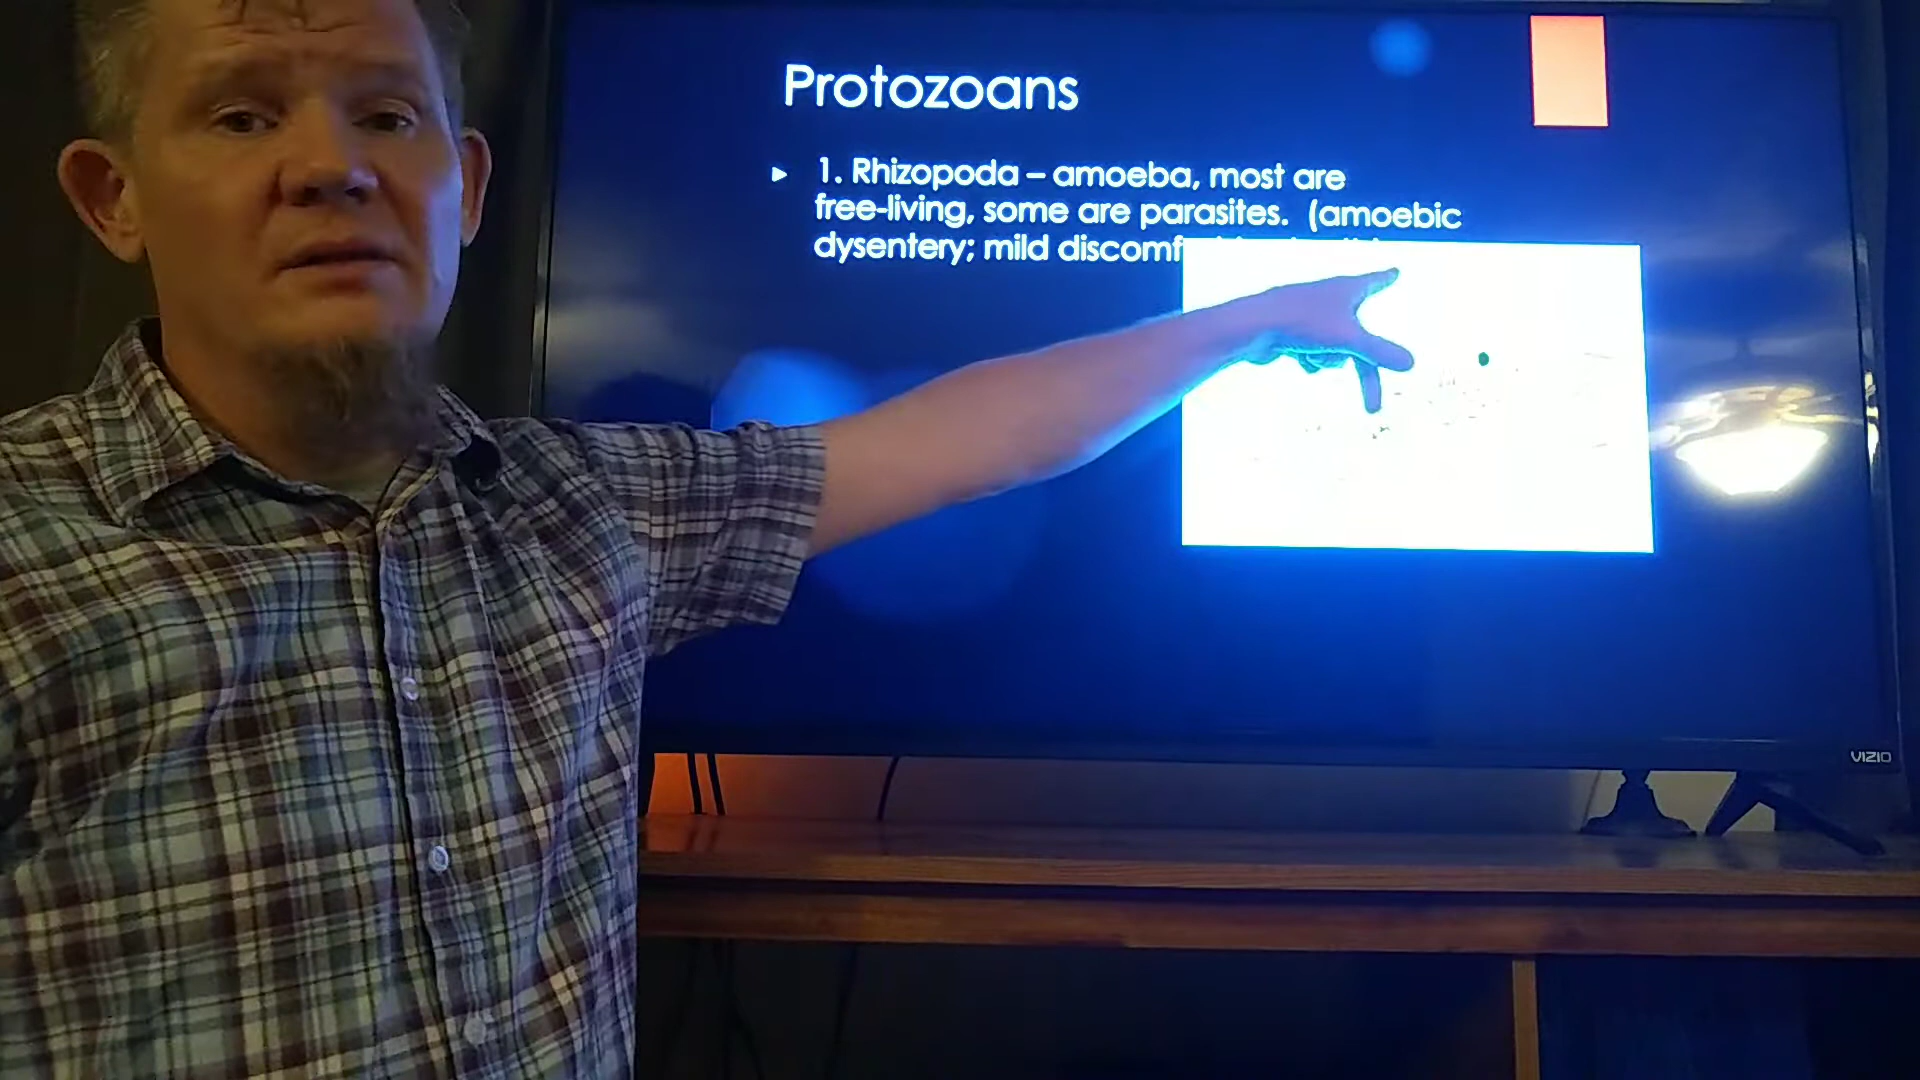 Protozoans
1. Rhizopoda – amoeba, most are
free-living, some are parasites. (amoebic
dysentery; mild discomf
VIZIO